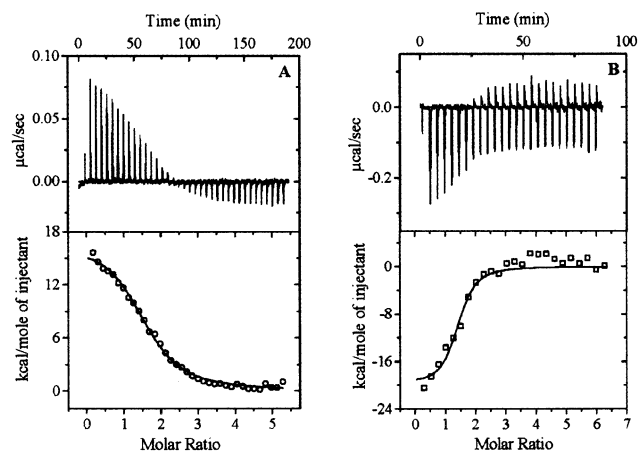 Time (min)
0 50 100 150 200
0.10
0.05
0.00
µcal/sec
A
18
15
9
3
0
kcal/mole of injectant
0 1 2 3 4 5
Molar Ratio
Time (min)
0 50 100
0.0
-0.2
µcal/sec
B
0
-8
-16
-24
kcal/mole of injectant
0 1 2 3 4 5 6 7
Molar Ratio